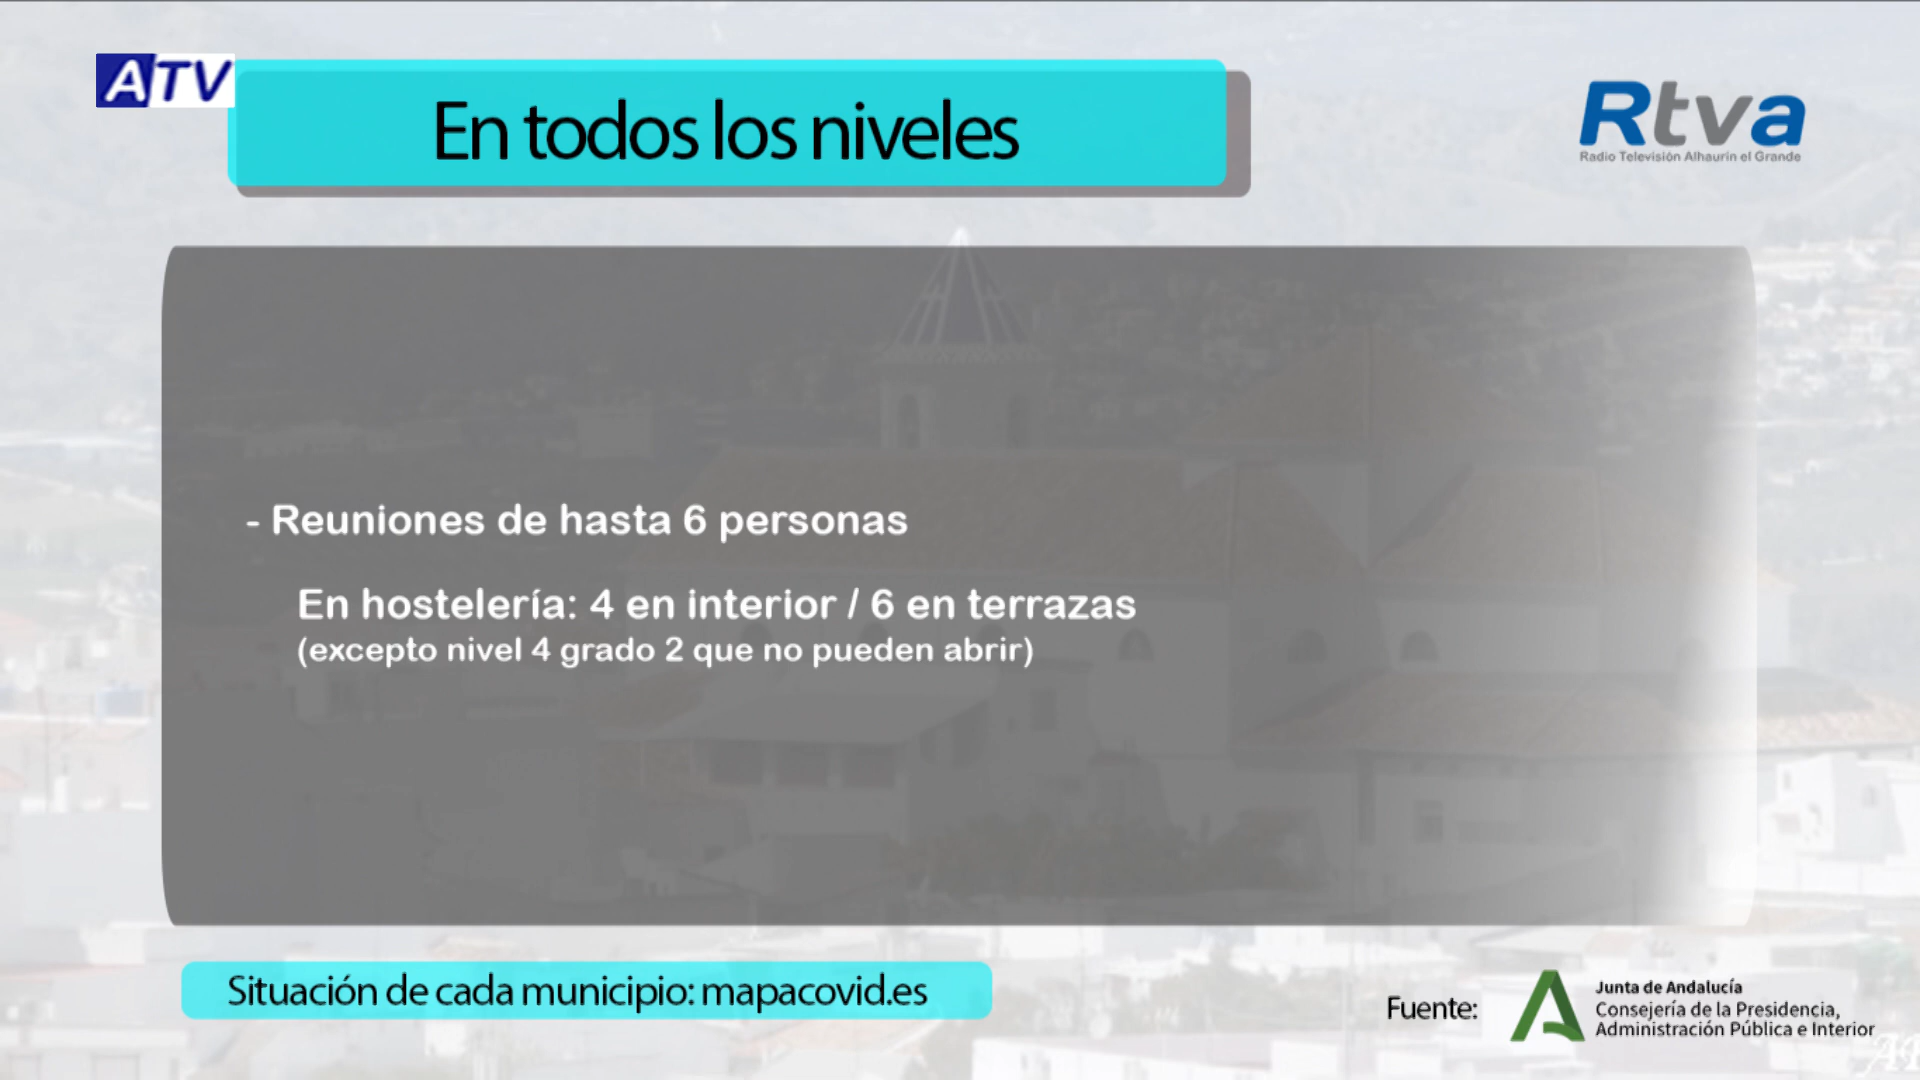 ATV
En todos los niveles
Rtva
Radio Televisión Alhaurín el Grande
- Reuniones de hasta 6 personas
En hostelería: 4 en interior / 6 en terrazas
(excepto nivel 4 grado 2 que no pueden abrir)
Situación de cada municipio: mapacovid.es
Fuente:
Junta de Andalucía
Consejería de la Presidencia,
Administración Pública e Interior